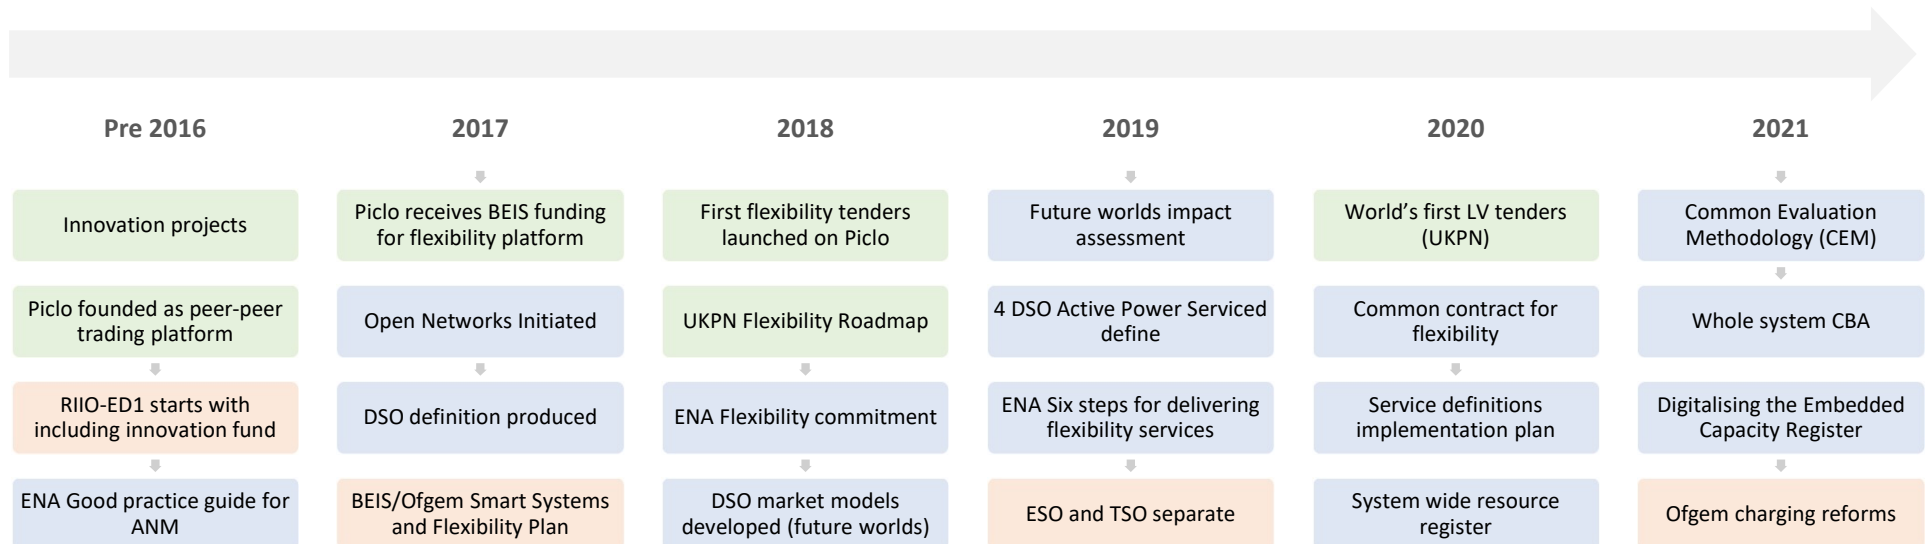 Pre 2016
2017
2018
2019
2020
2021
Innovation projects
Piclo founded as peer-peer
trading platform
RIIO-ED1 starts with
including innovation fund
ENA Good practice guide for
ANM
Piclo receives BEIS funding
for flexibility platform
Open Networks Initiated
DSO definition produced
BEIS/Ofgem Smart Systems
and Flexibility Plan
First flexibility tenders
launched on Piclo
UKPN Flexibility Roadmap
ENA Flexibility commitment
DSO market models
developed (future worlds)
Future worlds impact
assessment
4 DSO Active Power Serviced
define
ENA Six steps for delivering
flexibility services
ESO and TSO separate
World's first LV tenders
(UKPN)
Common contract for
flexibility
Service definitions
implementation plan
System wide resource
register
Common Evaluation
Methodology (CEM)
Whole system CBA
Digitalising the Embedded
Capacity Register
Ofgem charging reforms